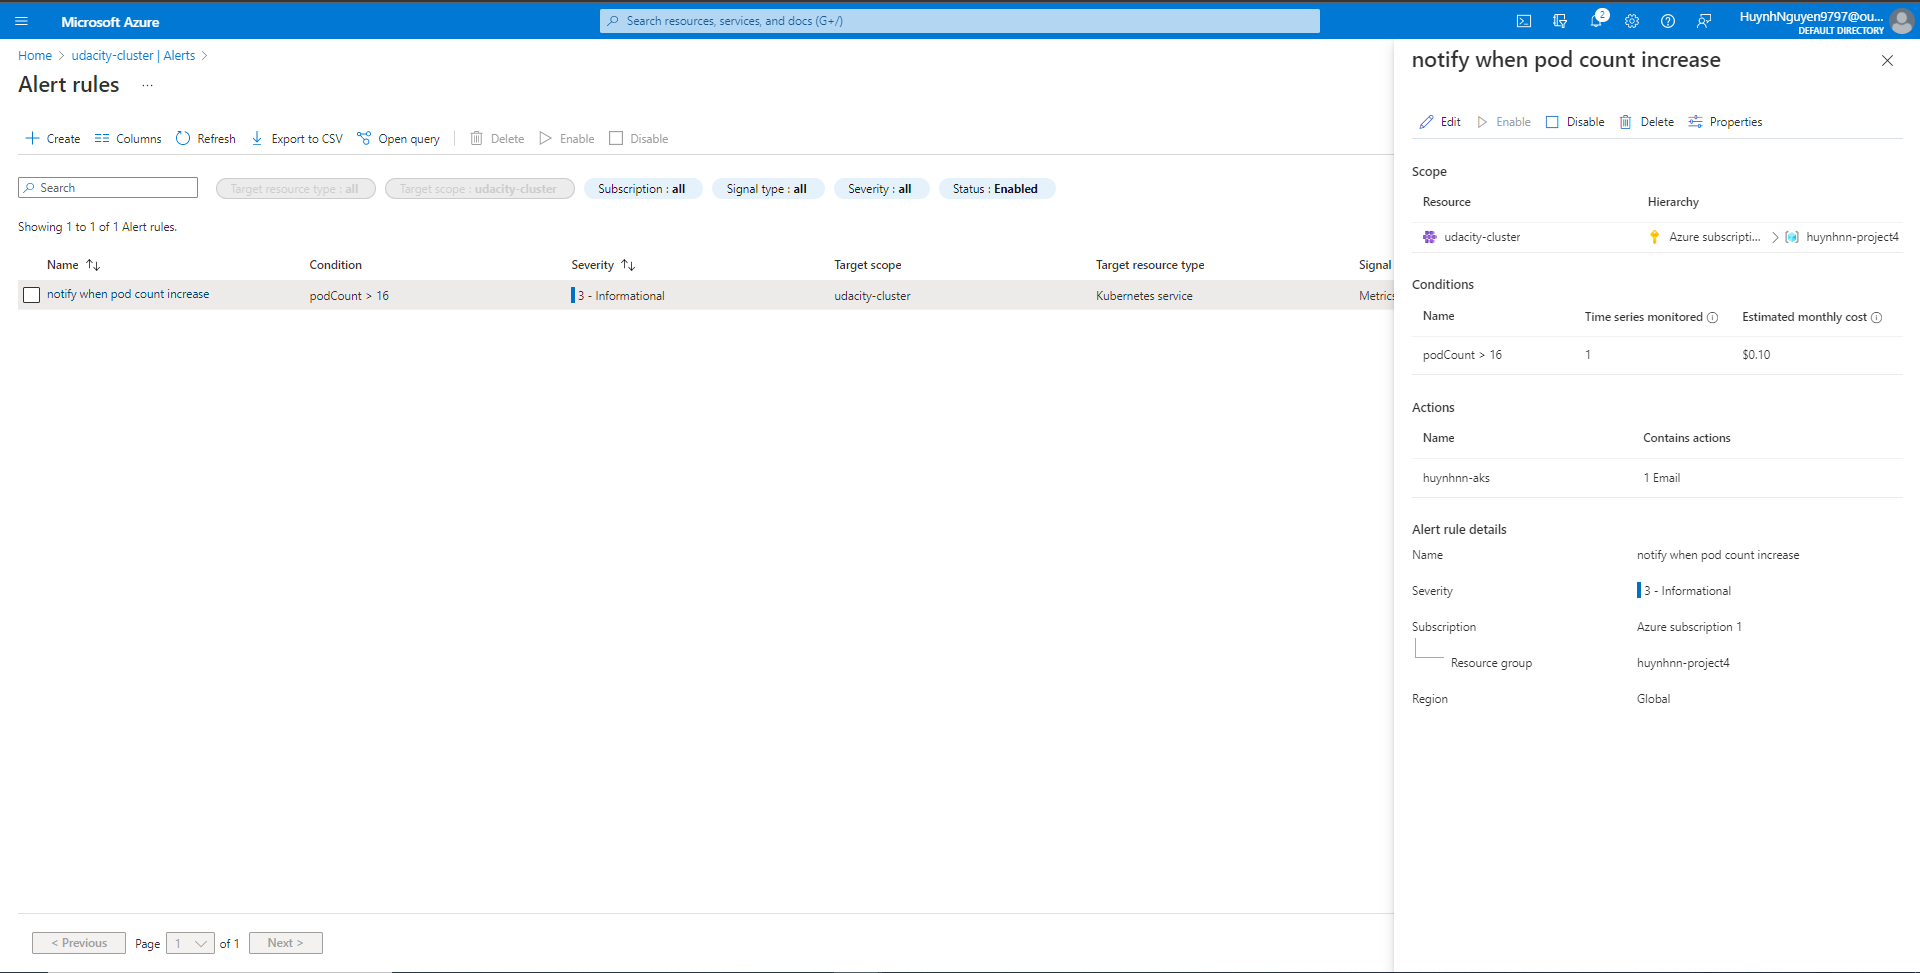 Microsoft Azure
Search resources, services, and docs (G+/)
2
HuynhNguyen9797@ou...
DEFAULT DIRECTORY
Home > udacity-cluster | Alerts >
Alert rules ...
Create Columns Refresh Export to CSV Open query Delete Enable Disable
Search
Target resource type : all
Target scope : udacity-cluster
Subscription : all
Signal type : all
Severity : all
Status : Enabled
Showing 1 to 1 of 1 Alert rules.
Name Condition Severity Target scope Target resource type Signal
notify when pod count increase podCount > 16 3 - Informational udacity-cluster Kubernetes service Metrics
< Previous Page 1 of 1 Next >
notify when pod count increase
Edit Enable Disable Delete Properties
Scope
Resource Hierarchy
udacity-cluster Azure subscripti... > huynhnn-project4
Conditions
Name Time series monitored Estimated monthly cost
podCount > 16 1 $0.10
Actions
Name Contains actions
huynhnn-aks 1 Email
Alert rule details
Name notify when pod count increase
Severity 3 - Informational
Subscription Azure subscription 1
Resource group huynhnn-project4
Region Global